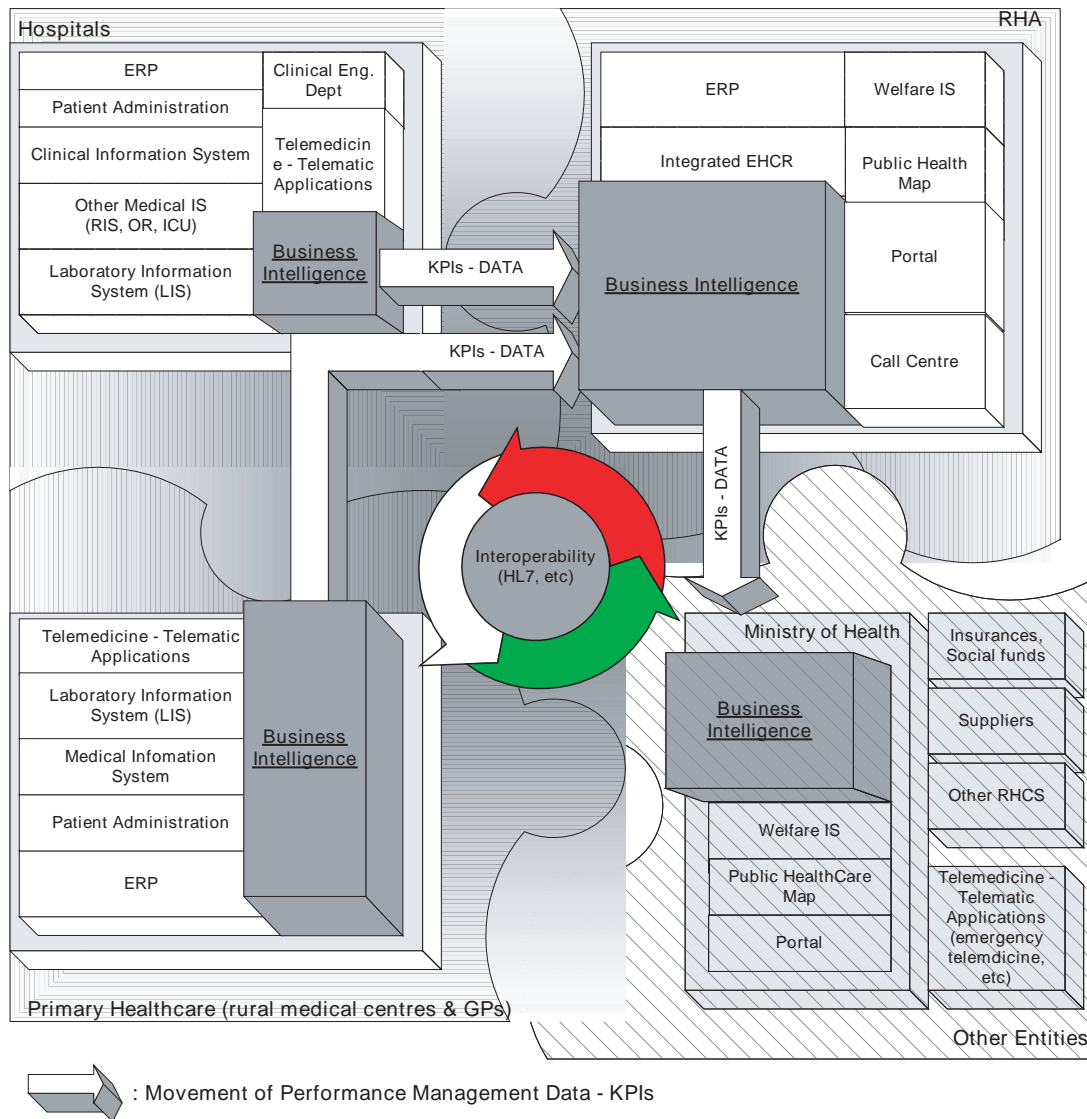 Hospitals
ERP
Patient Administration
Clinical Information System
Other Medical IS
(RIS, OR, ICU)
Laboratory Information
System (LIS)
Clinical Eng.
Dept
Telemedicin
e - Telematic
Applications
Business
Intelligence
KPIs - DATA
KPIs - DATA
RHA
ERP
Integrated EHCR
Welfare IS
Public Health
Map
Portal
Call Centre
Business Intelligence
KPIs - DATA
Interoperability
(HL7, etc)
Telemedicine - Telematic
Applications
Laboratory Information
System (LIS)
Medical Infomation
System
Patient Administration
ERP
Business
Intelligence
Primary Healthcare (rural medical centres & GPs)
Ministry of Health
Business
Intelligence
Welfare IS
Public HealthCare
Map
Portal
Insurances,
Social funds
Suppliers
Other RHCS
Telemedicine -
Telematic
Applications
(emergency
telemdicine,
etc)
Other Entities
: Movement of Performance Management Data - KPIs